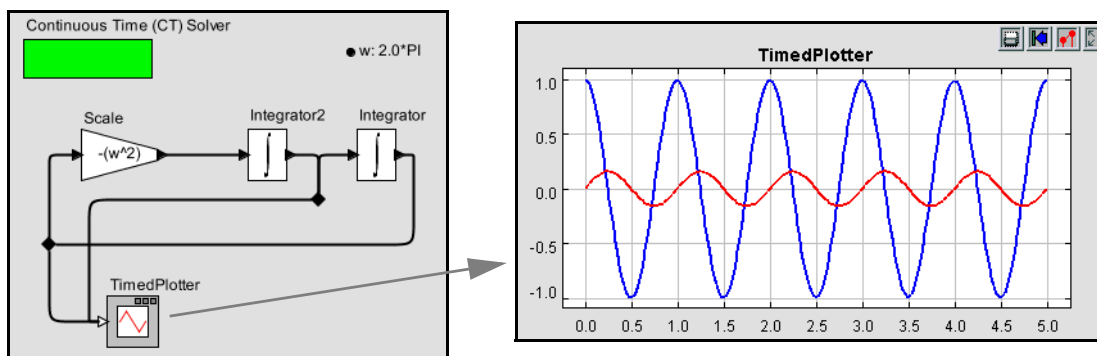 Continuous Time (CT) Solver
w: 2.0*PI
Scale
Integrator2
Integrator
-(w^2)
TimedPlotter
TimedPlotter
1.0
0.5
0.0
-0.5
-1.0
0.0 0.5 1.0 1.5 2.0 2.5 3.0 3.5 4.0 4.5 5.0